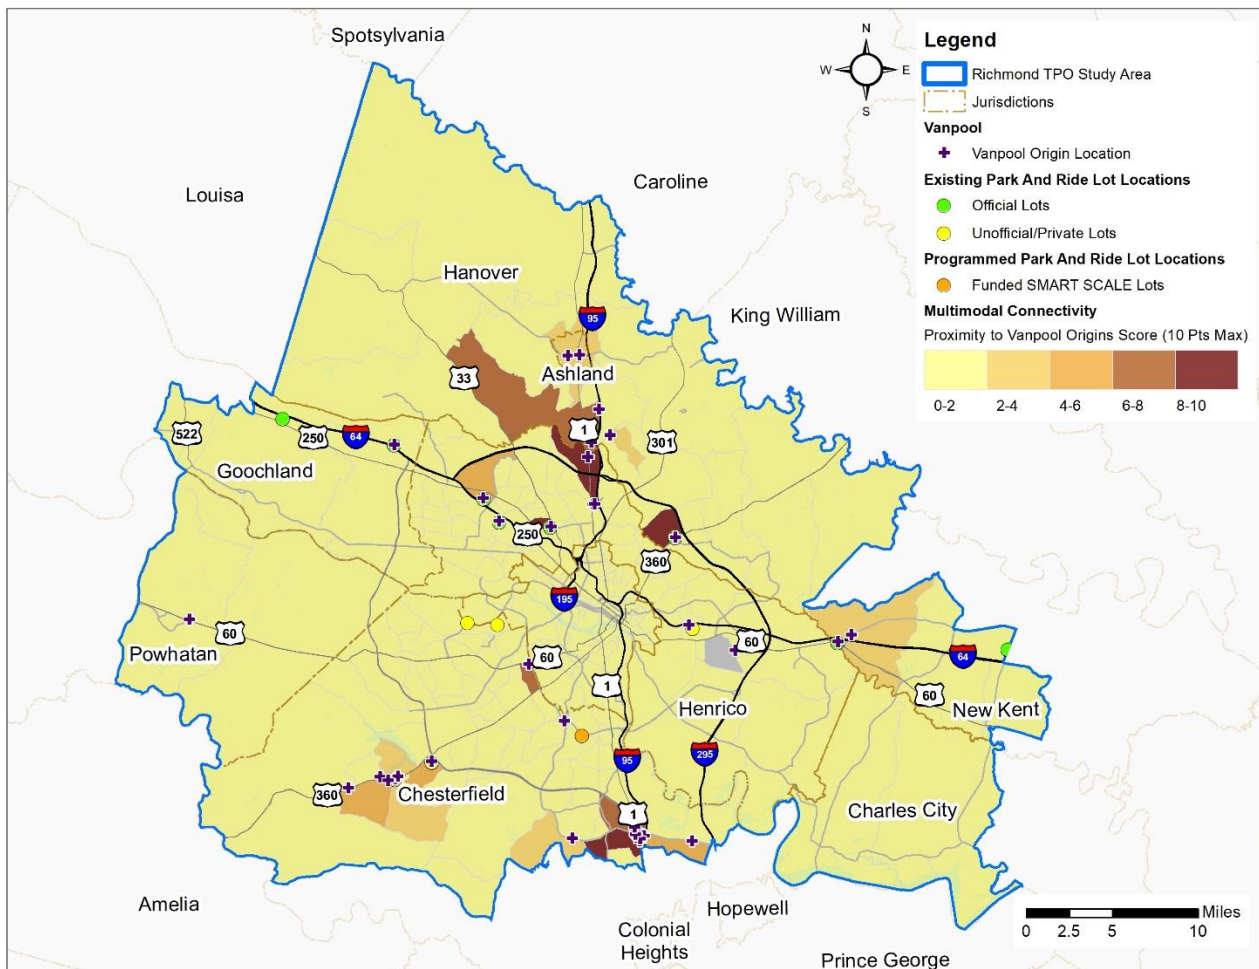 Spotsylvania
N
W E
S
Louisa
Caroline
Hanover
King William
95
Ashland
33
1
301
522
250
64
Goochland
250
360
195
60
Powhatan
60
60
1
64
60
New Kent
Henrico
95
295
360
Chesterfield
1
Charles City
Amelia
Hopewell
Colonial
Heights
Prince George
Legend
Richmond TPO Study Area
Jurisdictions
Vanpool
Vanpool Origin Location
Existing Park And Ride Lot Locations
Official Lots
Unofficial/Private Lots
Programmed Park And Ride Lot Locations
Funded SMART SCALE Lots
Multimodal Connectivity
Proximity to Vanpool Origins Score (10 Pts Max)
0-2 2-4 4-6 6-8 8-10
Miles
0 2.5 5 10